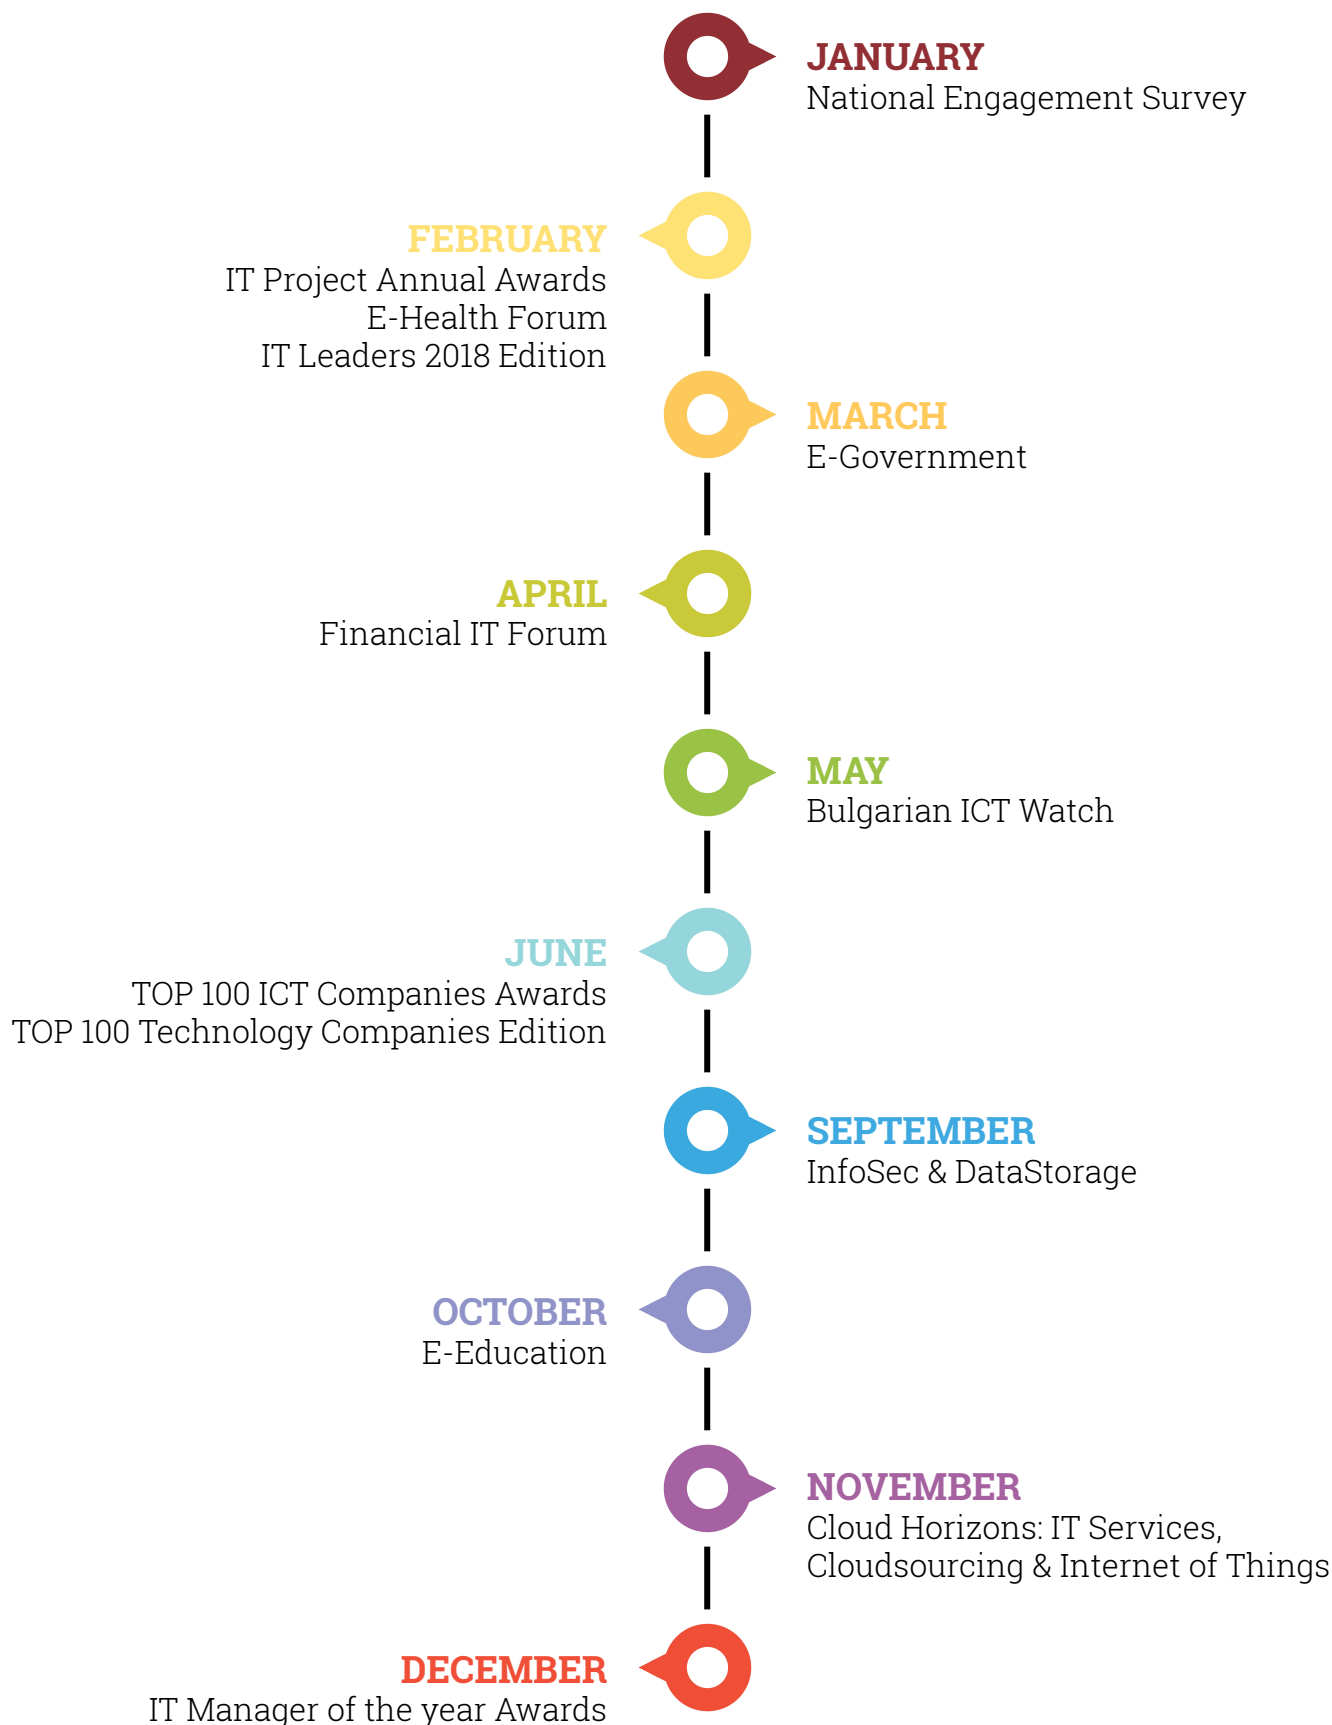 JANUARY
National Engagement Survey
FEBRUARY
IT Project Annual Awards
E-Health Forum
IT Leaders 2018 Edition
MARCH
E-Government
APRIL
Financial IT Forum
MAY
Bulgarian ICT Watch
JUNE
TOP 100 ICT Companies Awards
TOP 100 Technology Companies Edition
SEPTEMBER
InfoSec & DataStorage
OCTOBER
E-Education
NOVEMBER
Cloud Horizons: IT Services,
Cloudsourcing & Internet of Things
DECEMBER
IT Manager of the year Awards